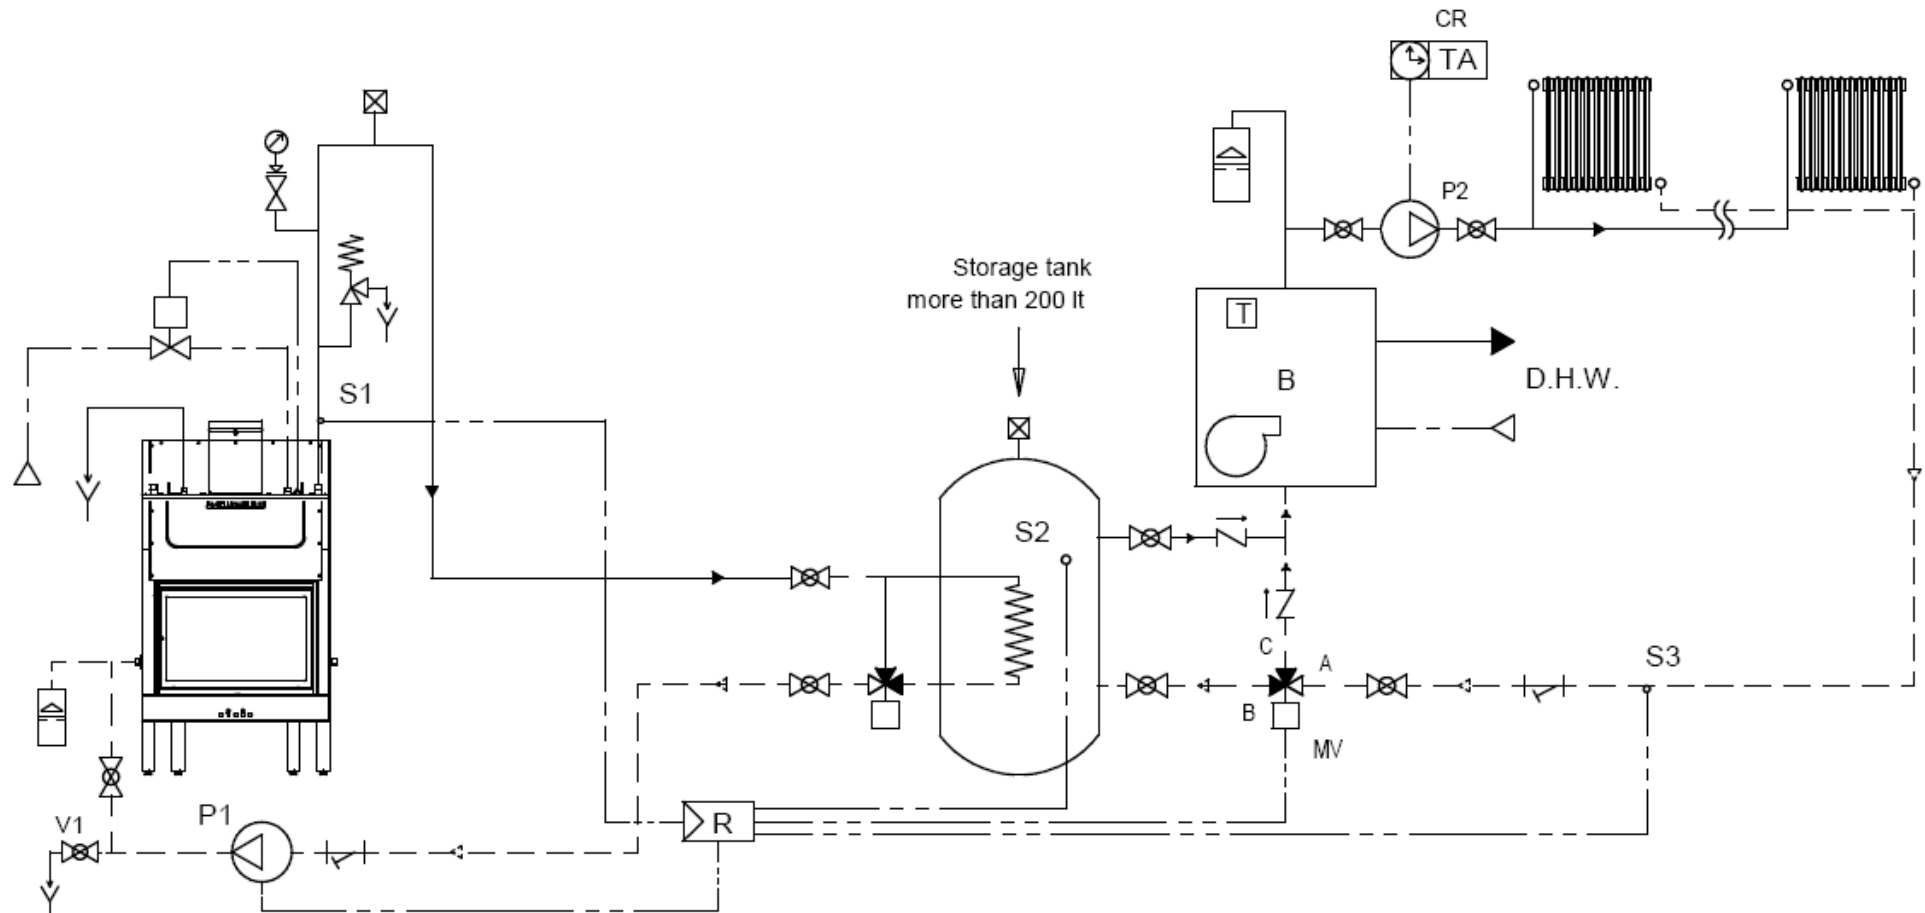 CR
TA
P2
Storage tank
more than 200 lt
T
S1
B
D.H.W.
S2
C
A
S3
B
MV
P1
V1
R